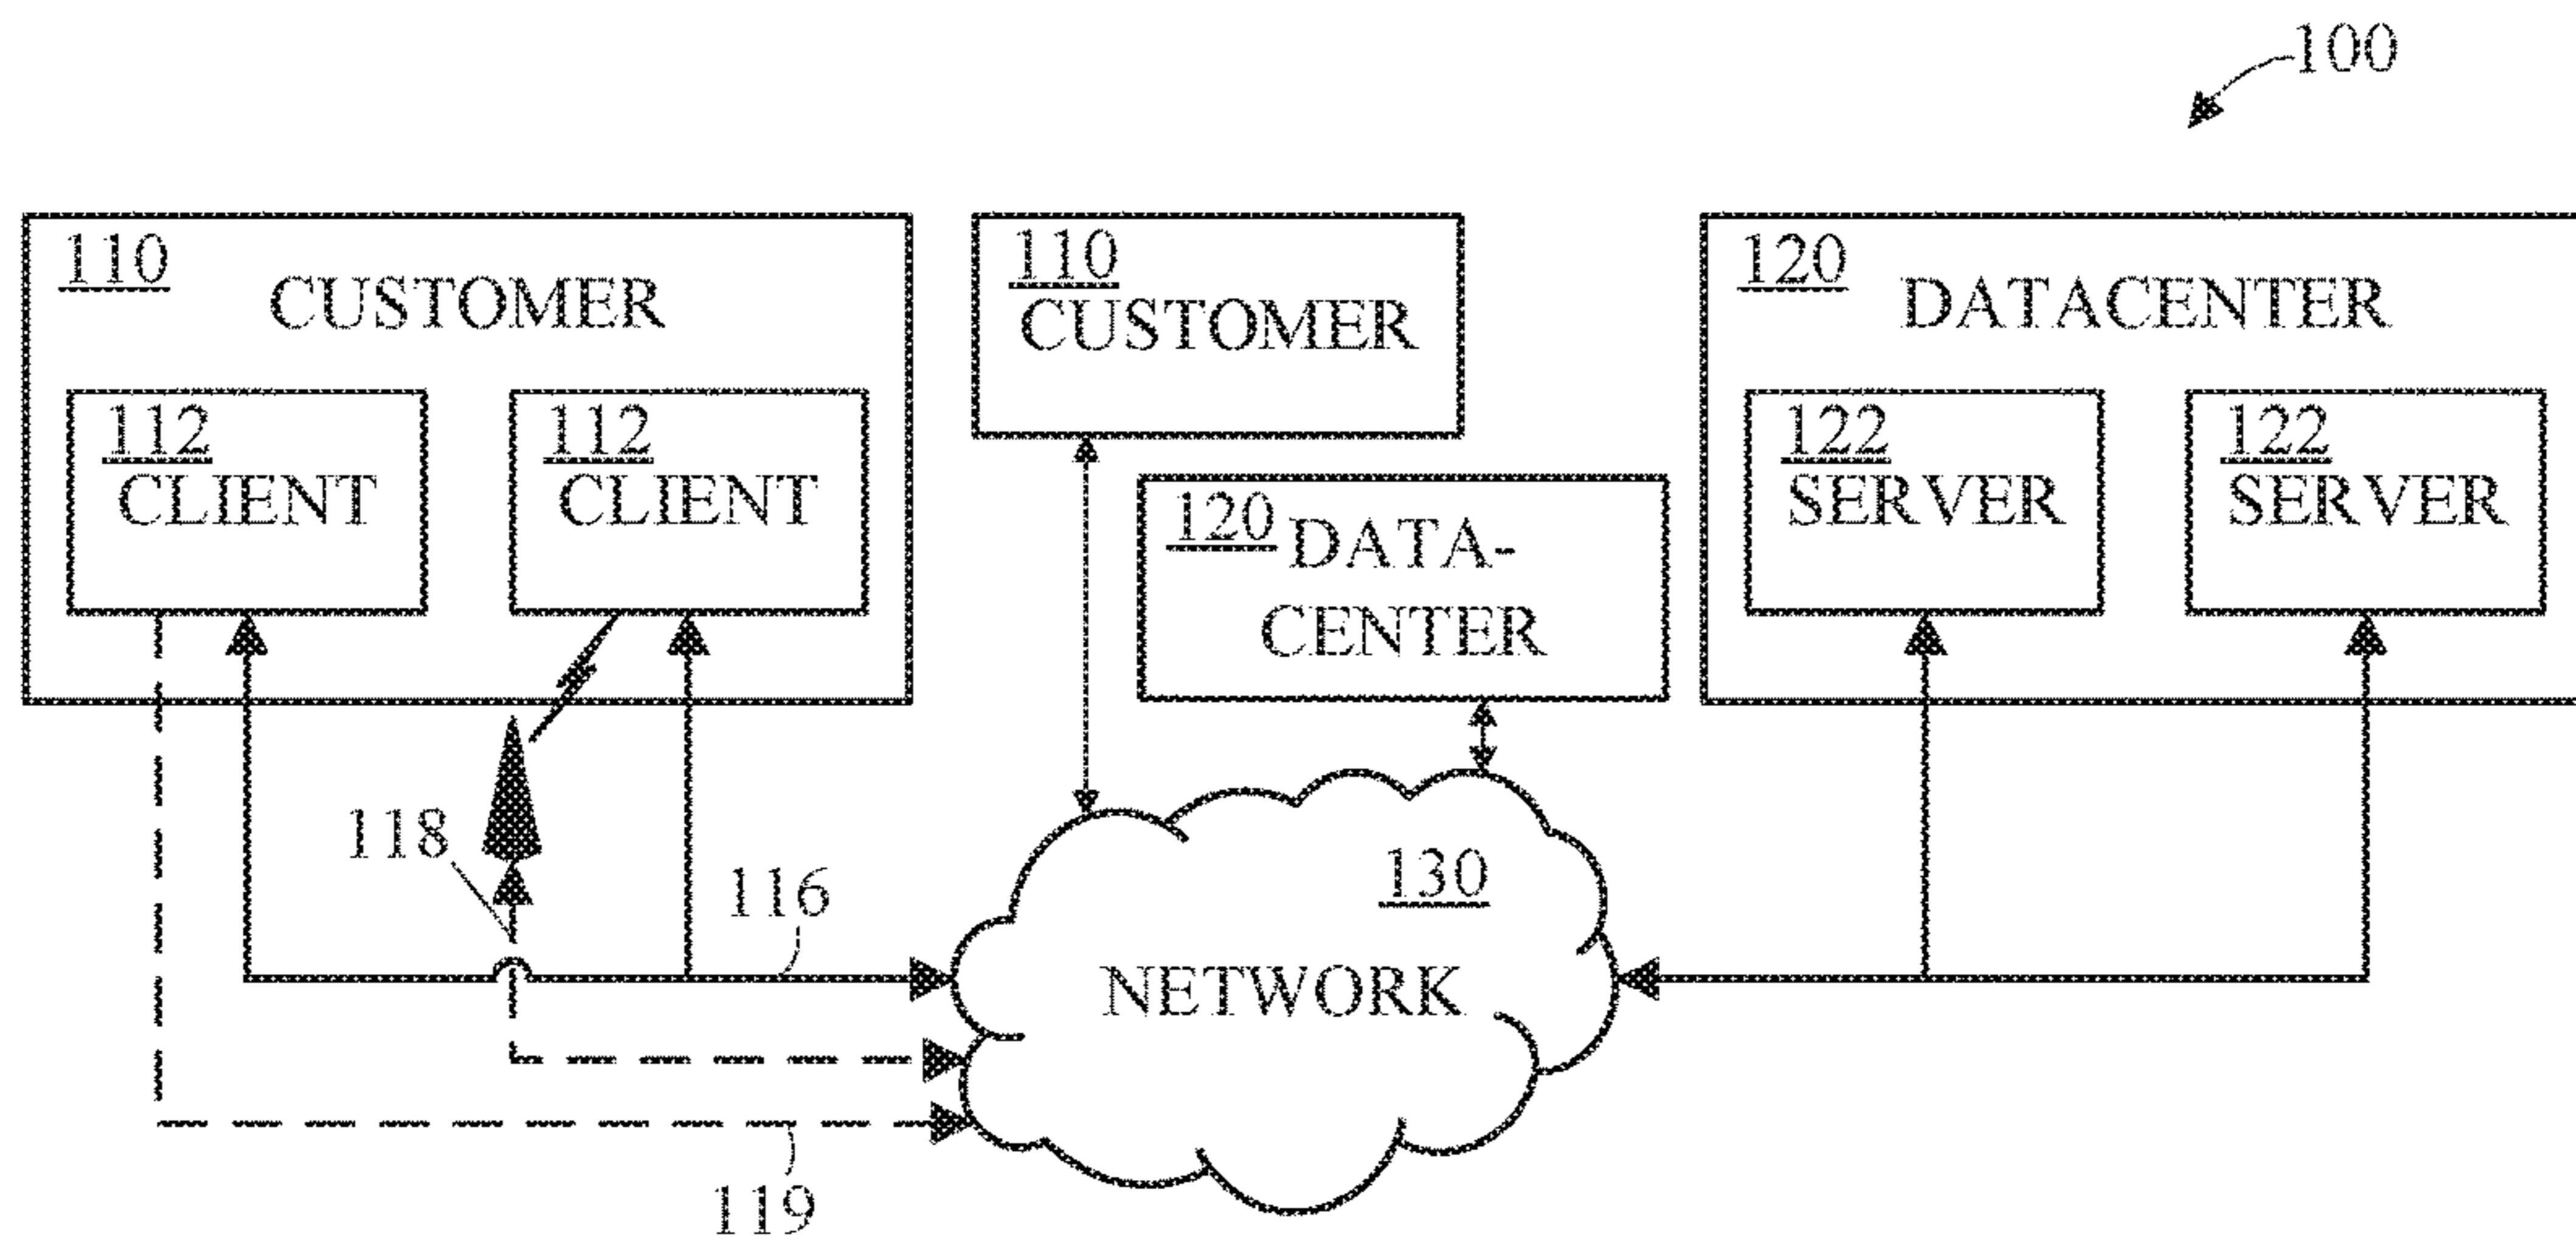 100
110
CUSTOMER
112
CLIENT
112
CLIENT
110
CUSTOMER
120
DATA-
CENTER
120
DATACENTER
122
SERVER
122
SERVER
118
116
130
NETWORK
119